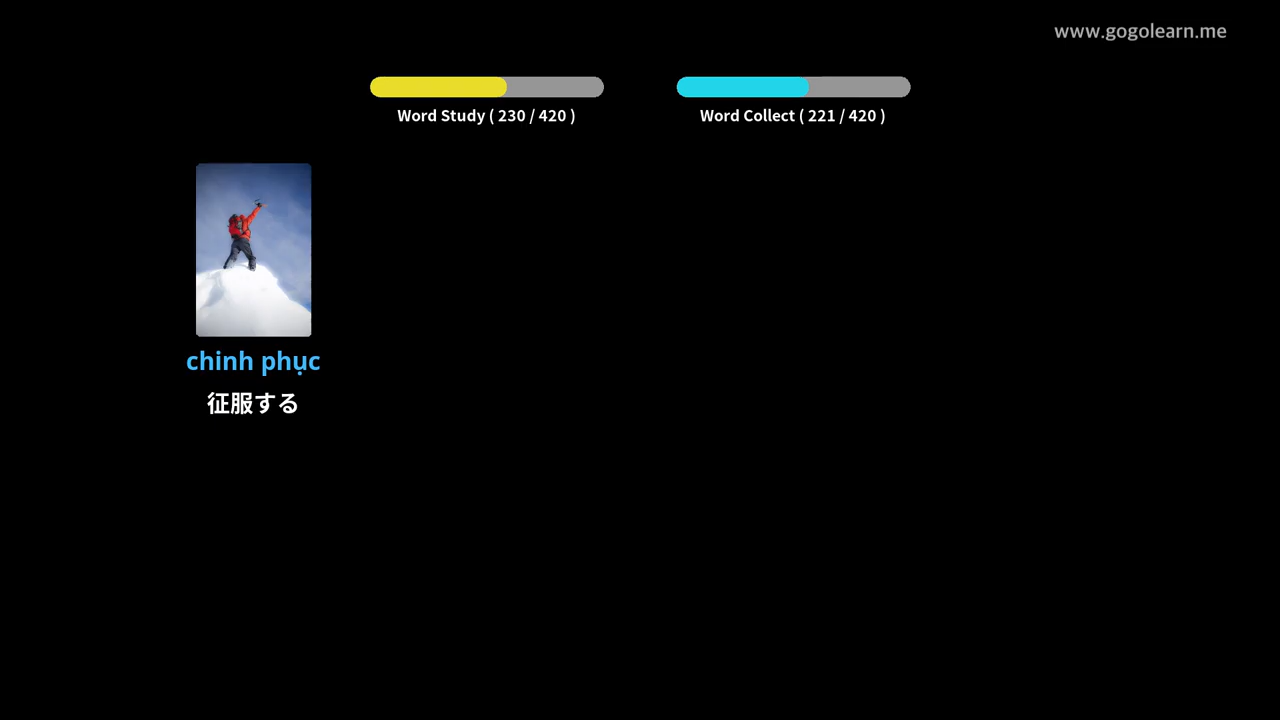 www.gogolearn.me
Word Study ( 230 / 420 )
Word Collect ( 221 / 420 )
chinh phục
征服する